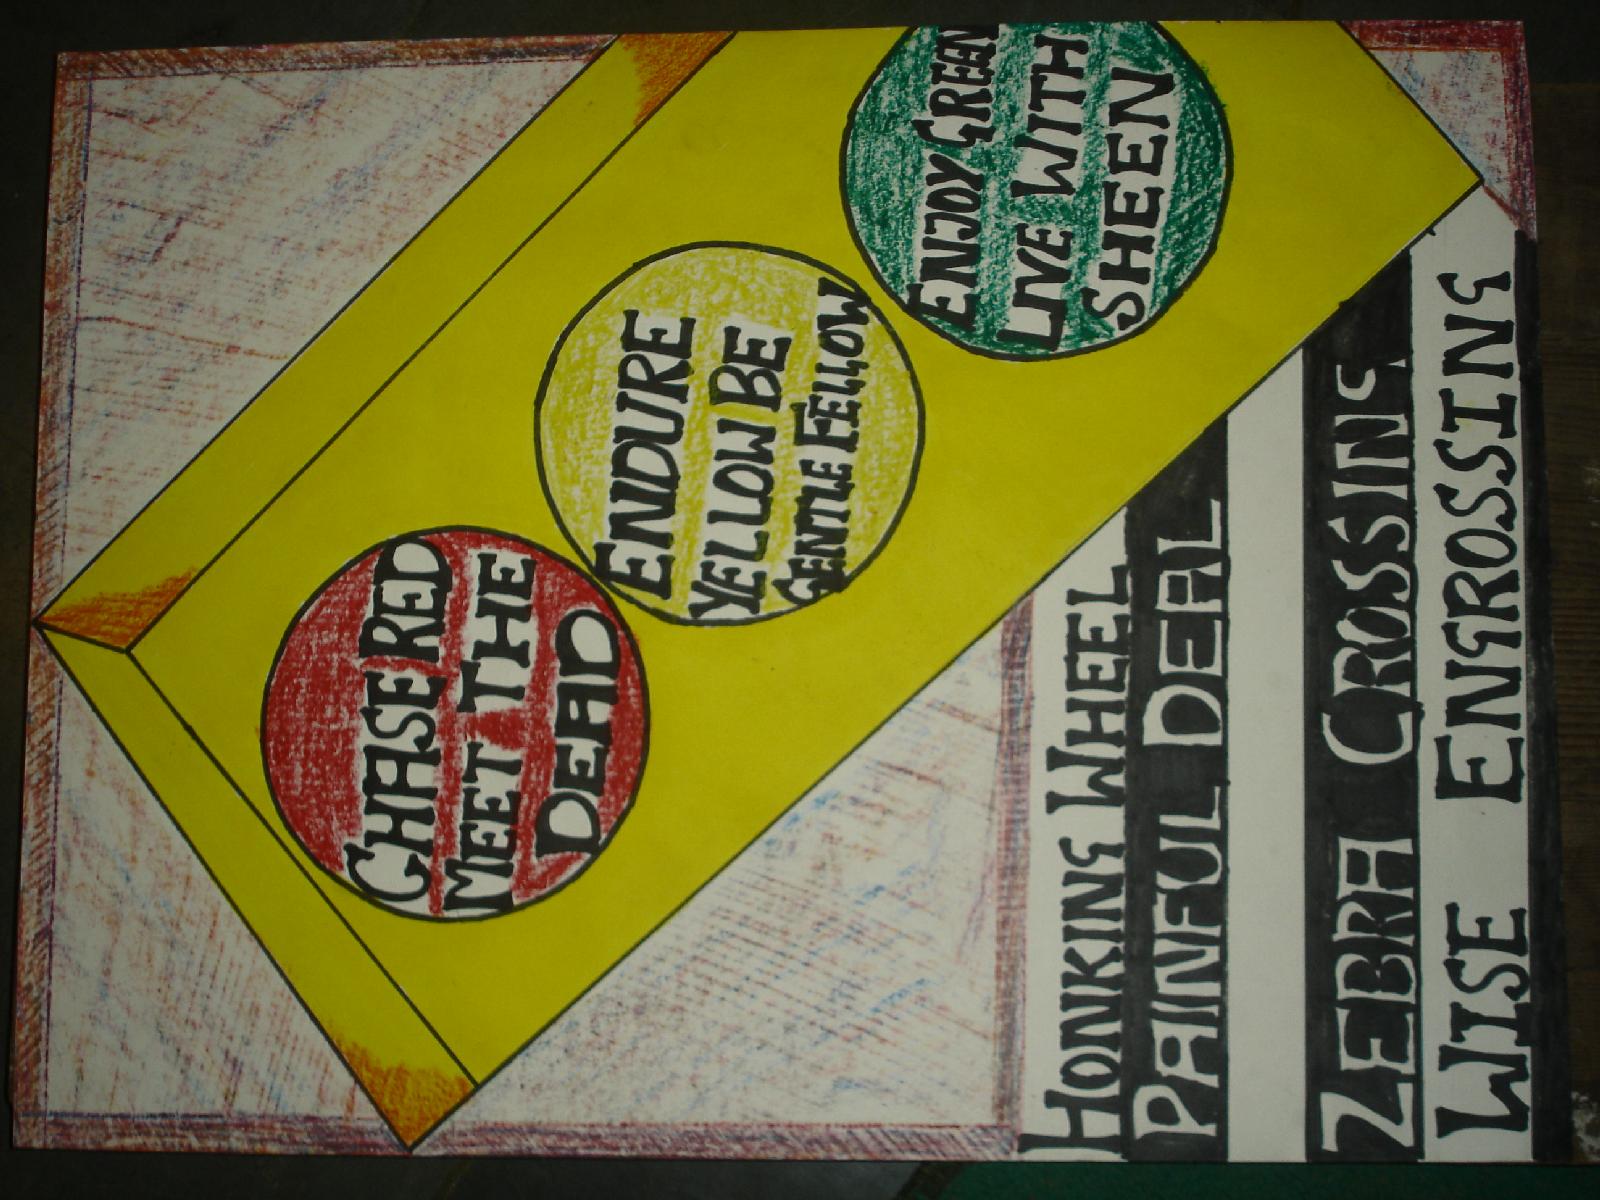 CHASE RED
MEET THE
DEAD
ENDURE
YELLOW BE
GENTLE FELLOW
ENJOY GREEN
LIVE WITH
SHEEN
HONKING WHEEL
PAINFUL DEAL
ZEBRA CROSSING
WISE ENGROSSING